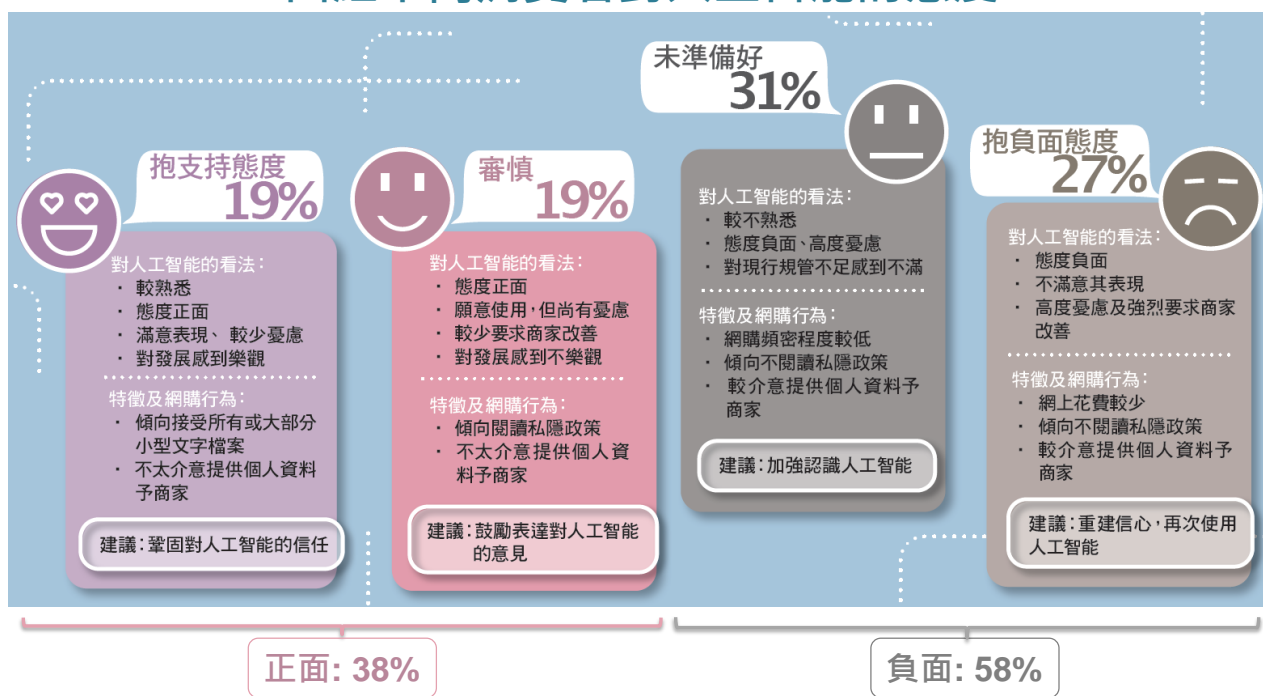 抱支持態度
19%
對人工智能的看法：
· 較熟悉
· 態度正面
· 滿意表現、較少憂慮
· 對發展感到樂觀
特徵及網購行為：
· 傾向接受所有或大部分
小型文字檔案
· 不太介意提供個人資料
予商家
建議：鞏固對人工智能的信任
審慎
19%
對人工智能的看法：
· 態度正面
· 願意使用，但尚有憂慮
· 較少要求商家改善
· 對發展感到不樂觀
特徵及網購行為：
· 傾向閱讀私隱政策
· 不太介意提供個人資
料予商家
建議：鼓勵表達對人工智能
的意見
未準備好
31%
對人工智能的看法：
· 較不熟悉
· 態度負面、高度憂慮
· 對現行規管不足感到不滿
特徵及網購行為：
· 網購頻密程度較低
· 傾向不閱讀私隱政策
· 較介意提供個人資料予
商家
建議：加強認識人工智能
抱負面態度
27%
對人工智能的看法：
· 態度負面
· 不滿意其表現
· 高度憂慮及強烈要求商家
改善
特徵及網購行為：
· 網上花費較少
· 傾向不閱讀私隱政策
· 較介意提供個人資料予
商家
建議：重建信心，再次使用
人工智能
正面: 38%
負面: 58%